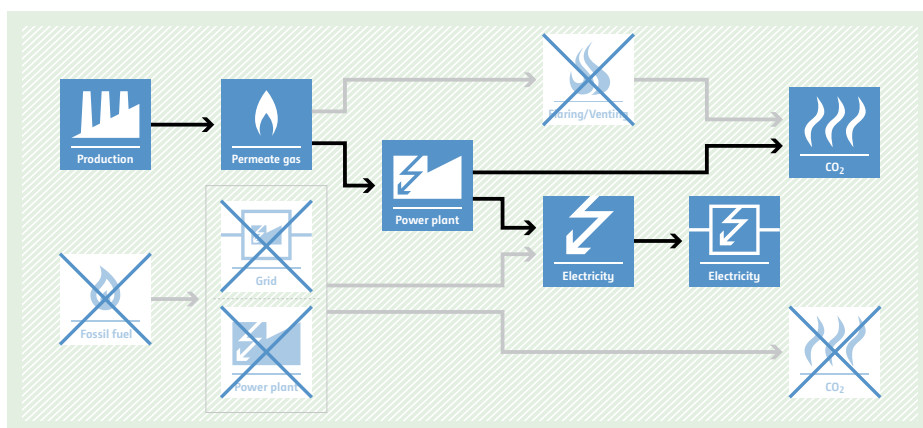 Flaring/Venting
Production
Permeate gas
CO₂
Power plant
Grid
Electricity
Electricity
Fossil fuel
Power plant
CO₂